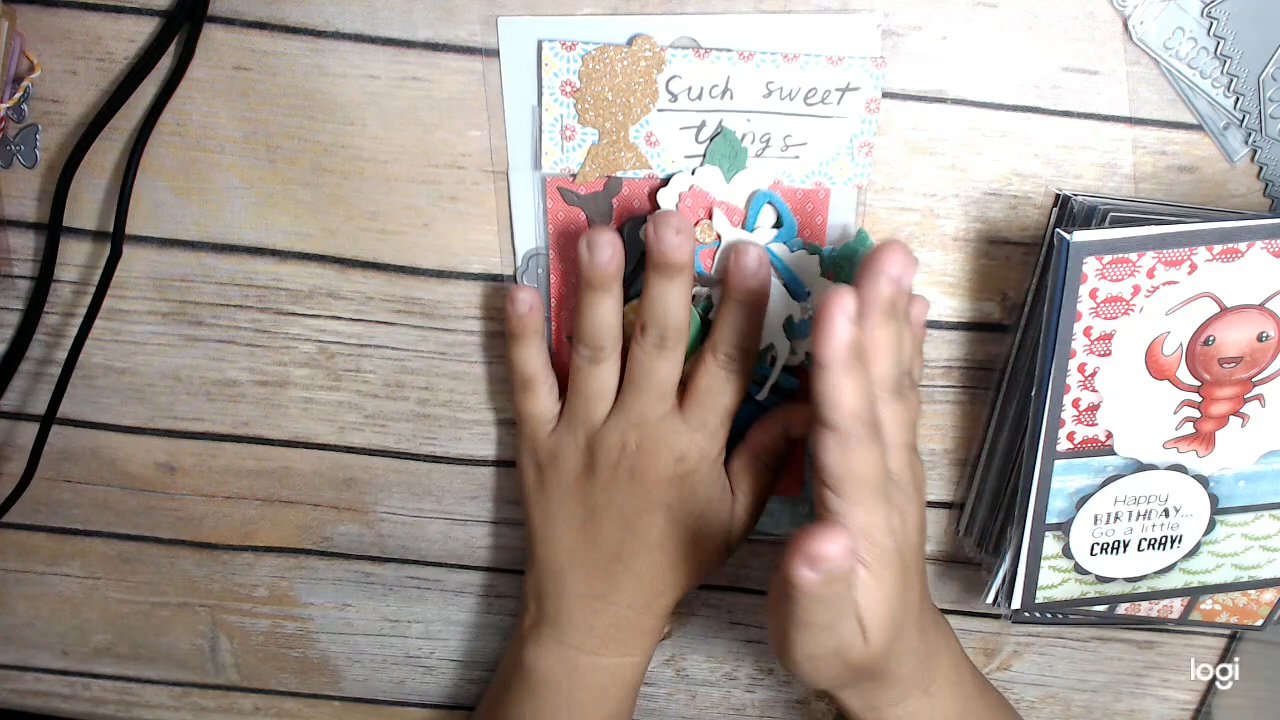 Such sweet
things
Happy
BIRTHDAY...
Go a little
CRAY CRAY!
logi